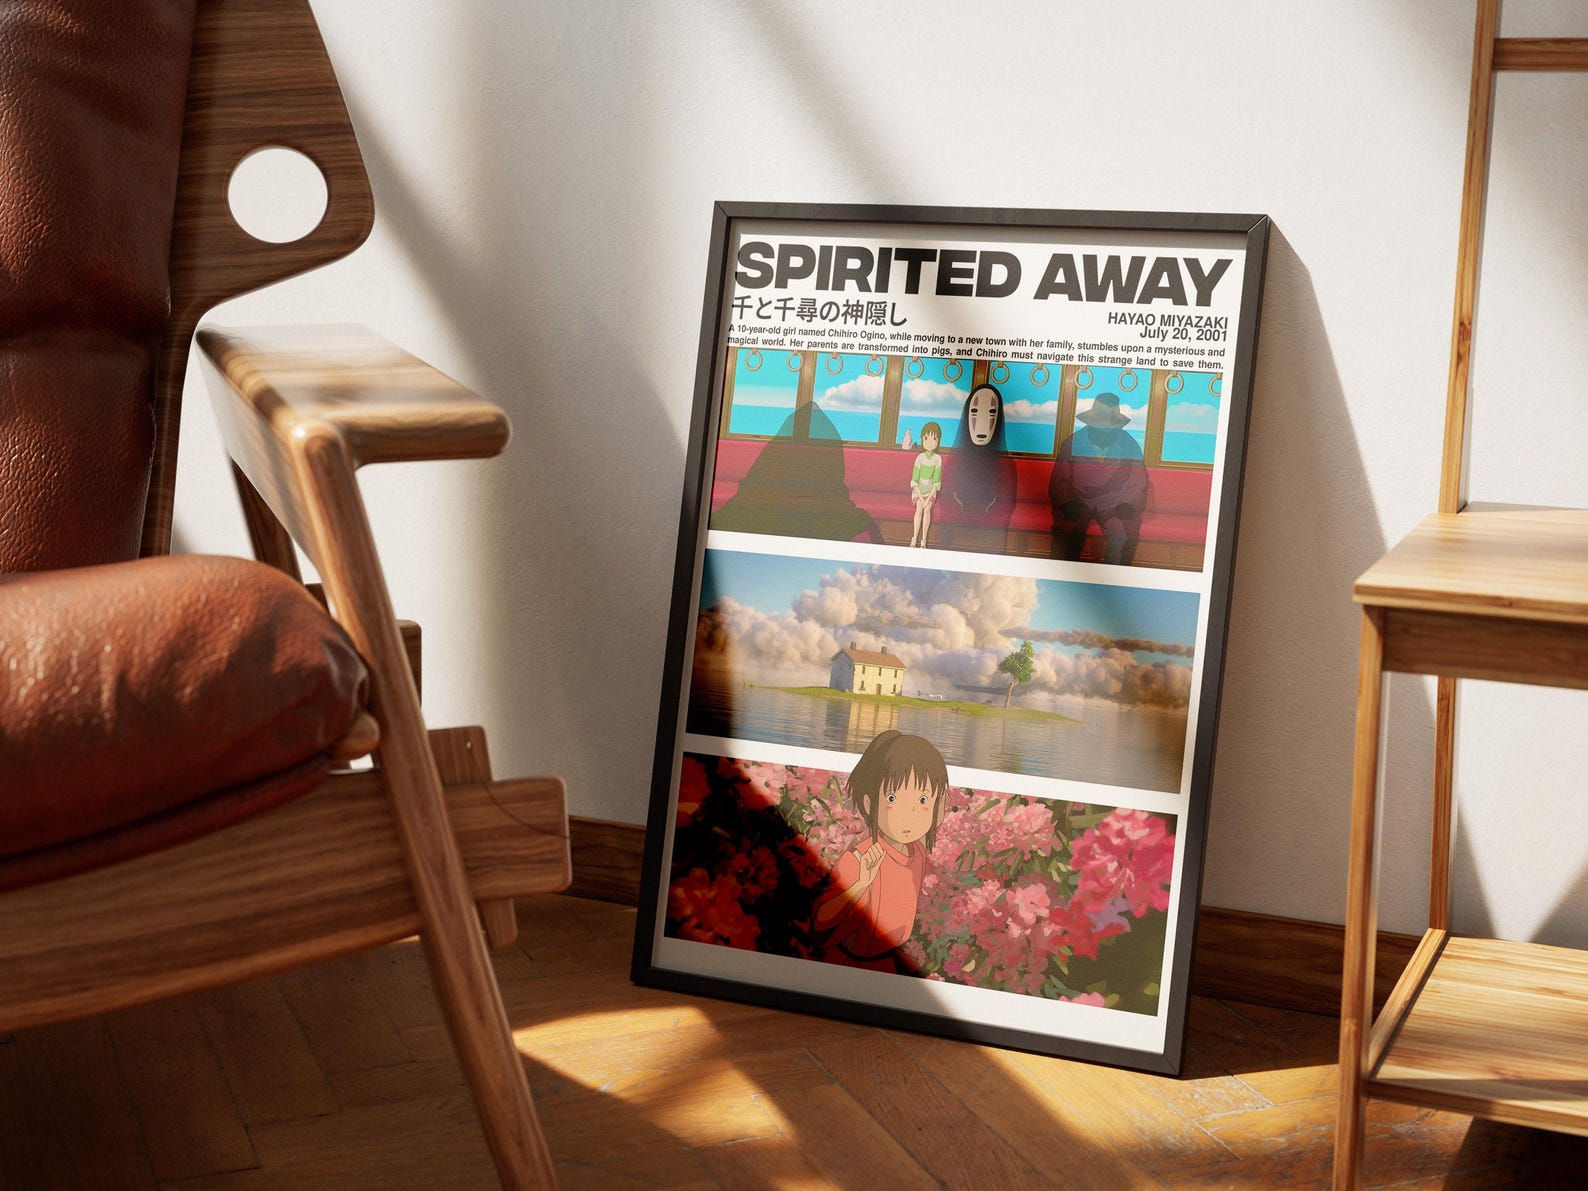 SPIRITED AWAY
千と千尋の神隠し
HAYAO MIYAZAKI
July 20, 2001
A 10-year-old girl named Chihiro Ogino, while moving to a new town with her family, stumbles upon a mysterious and
magical world. Her parents are transformed into pigs, and Chihiro must navigate this strange land to save them.